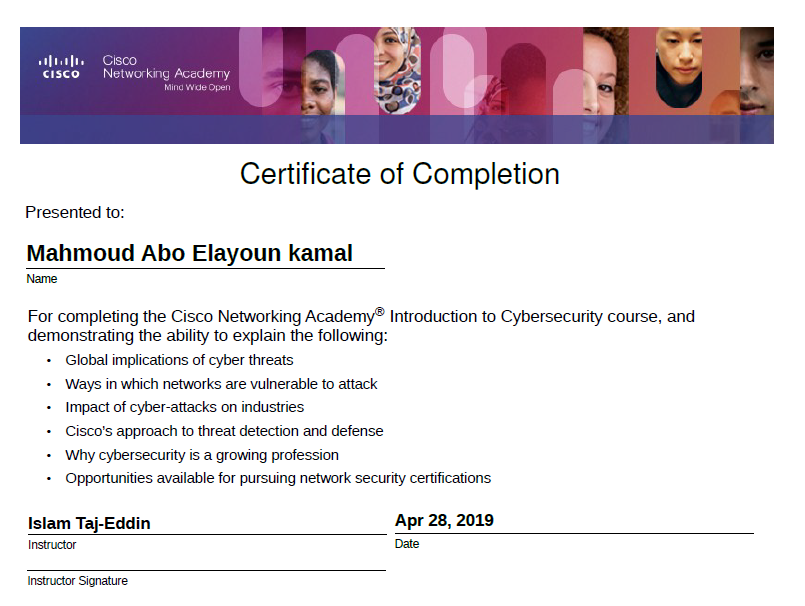 CISCO
Cisco
Networking Academy
Mind Wide Open
Certificate of Completion
Presented to:
Mahmoud Abo Elayoun kamal
Name
For completing the Cisco Networking Academy® Introduction to Cybersecurity course, and
demonstrating the ability to explain the following:
• Global implications of cyber threats
• Ways in which networks are vulnerable to attack
• Impact of cyber-attacks on industries
• Cisco's approach to threat detection and defense
• Why cybersecurity is a growing profession
• Opportunities available for pursuing network security certifications
Islam Taj-Eddin
Instructor
Apr 28, 2019
Date
Instructor Signature